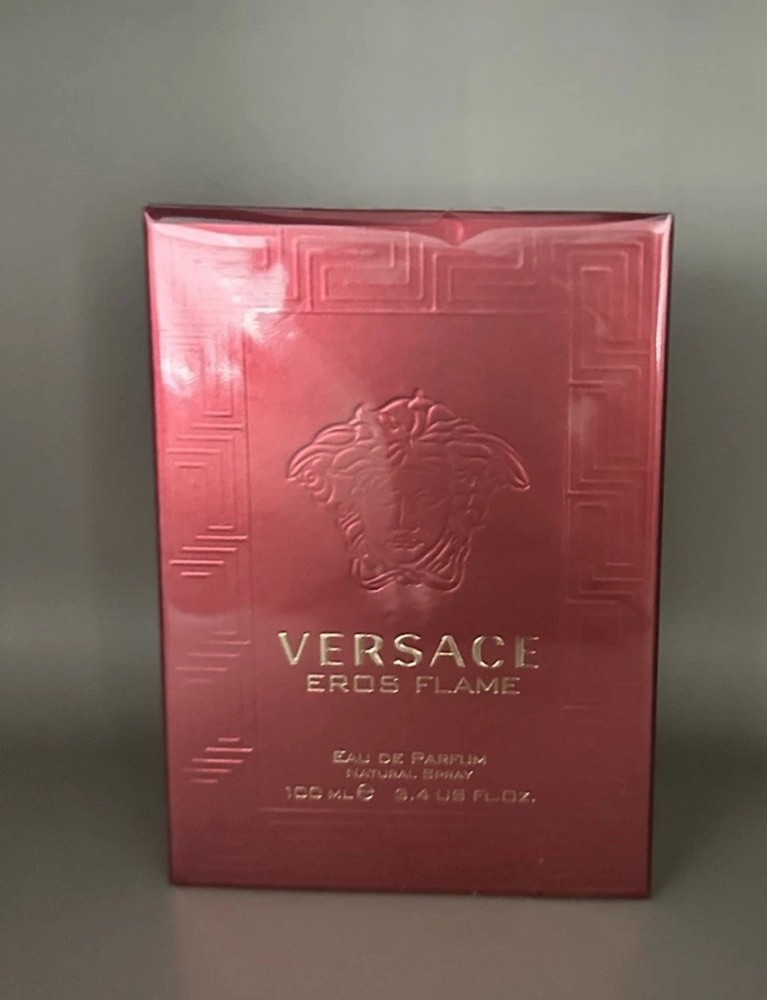 VERSACE
EROS FLAME
EAU DE PARFUM
NATURAL SPRAY
100 ML℮ 3.4 US FL.OZ.